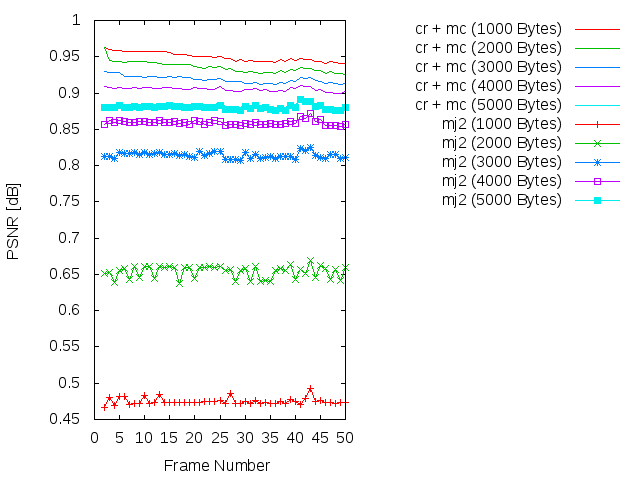 cr + mc (1000 Bytes)
cr + mc (2000 Bytes)
cr + mc (3000 Bytes)
cr + mc (4000 Bytes)
cr + mc (5000 Bytes)
mj2 (1000 Bytes)
mj2 (2000 Bytes)
mj2 (3000 Bytes)
mj2 (4000 Bytes)
mj2 (5000 Bytes)
PSNR [dB]
1
0.95
0.9
0.85
0.8
0.75
0.7
0.65
0.6
0.55
0.5
0.45
0 5 10 15 20 25 30 35 40 45 50
Frame Number